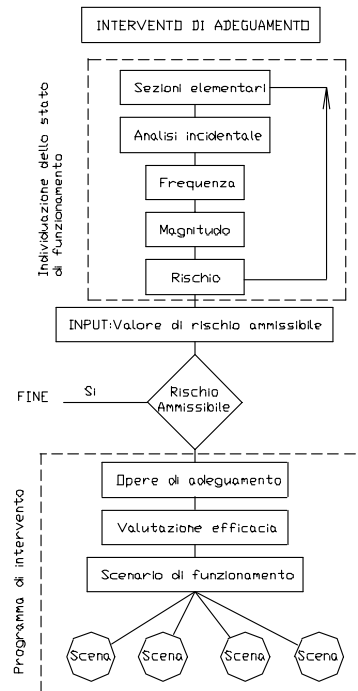 INTERVENTO DI ADEGUAMENTO
Individuazione dello stato
di funzionamento
Sezioni elementari
Analisi incidentale
Frequenza
Magnitudo
Rischio
INPUT:Valore di rischio ammissibile
FINE
Si
Rischio
Ammissibile
Programma di intervento
Opere di adeguamento
Valutazione efficacia
Scenario di funzionamento
Scena
Scena
Scena
Scena